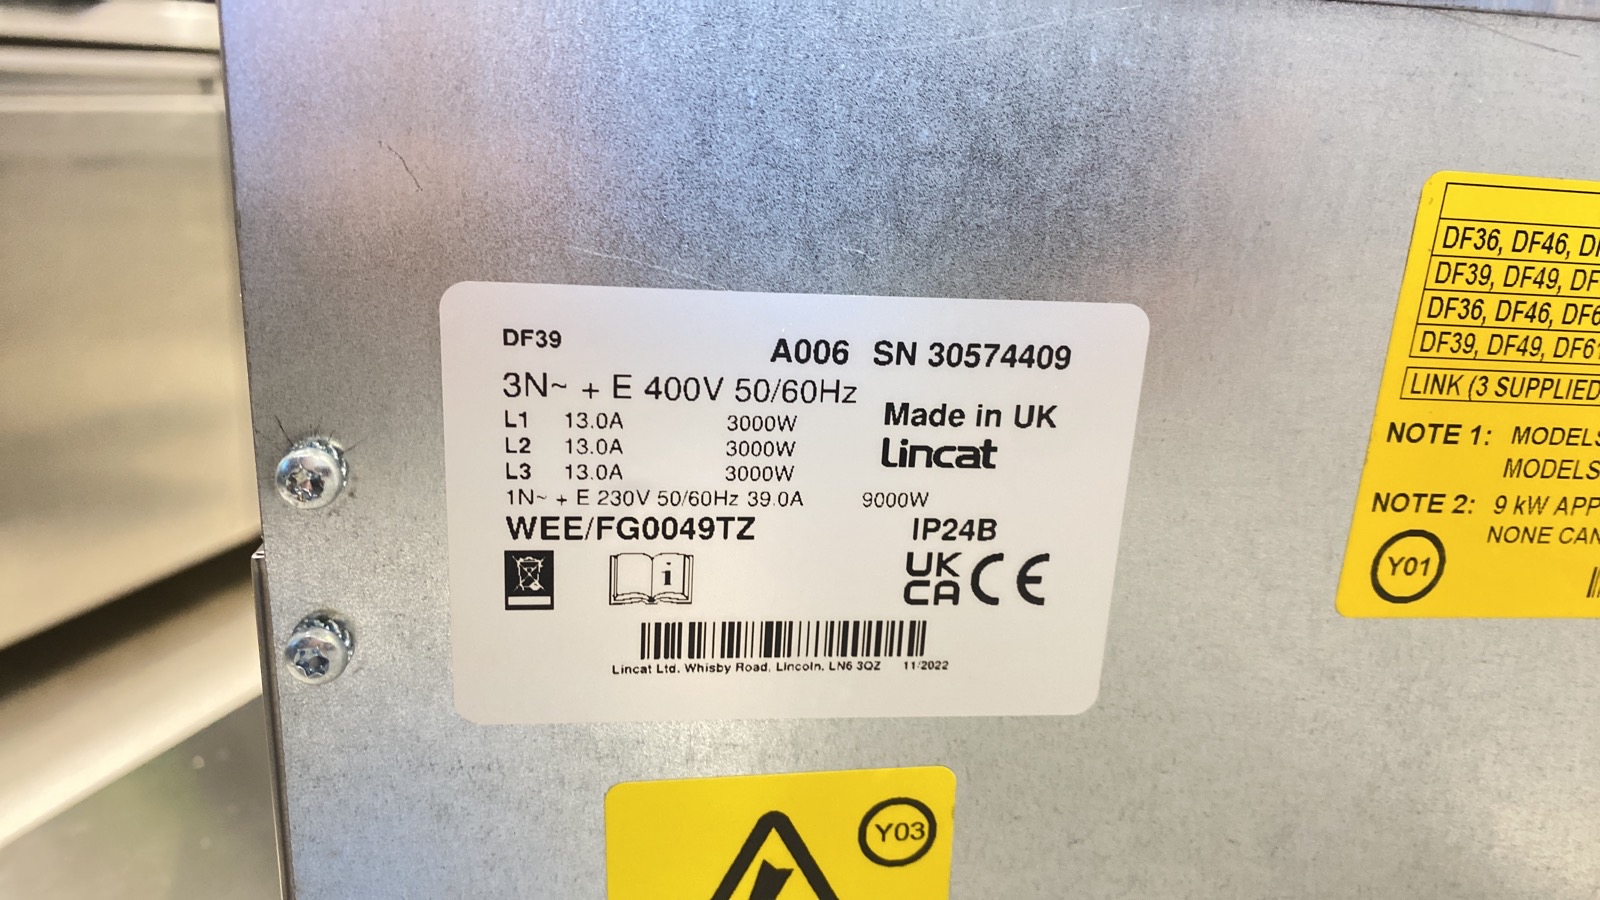 DF39
A006 SN 30574409
3N~ + E 400V 50/60Hz
Made in UK
L1 13.0A 3000W
L2 13.0A 3000W
Lincat
L3 13.0A 3000W
1N~ + E 230V 50/60Hz 39.0A 9000W
WEE/FG0049TZ
IP24B
i
UK
CA CE
Lincat Ltd. Whisby Road, Lincoln. LN6 3QZ 11/2022
DF36, DF46,
DF39, DF49,
DF36, DF46,
DF39, DF49,
LINK (3 SUPPLIED
NOTE 1: MODELS
MODELS
NOTE 2: 9 kW
NONE
Y01
Y03